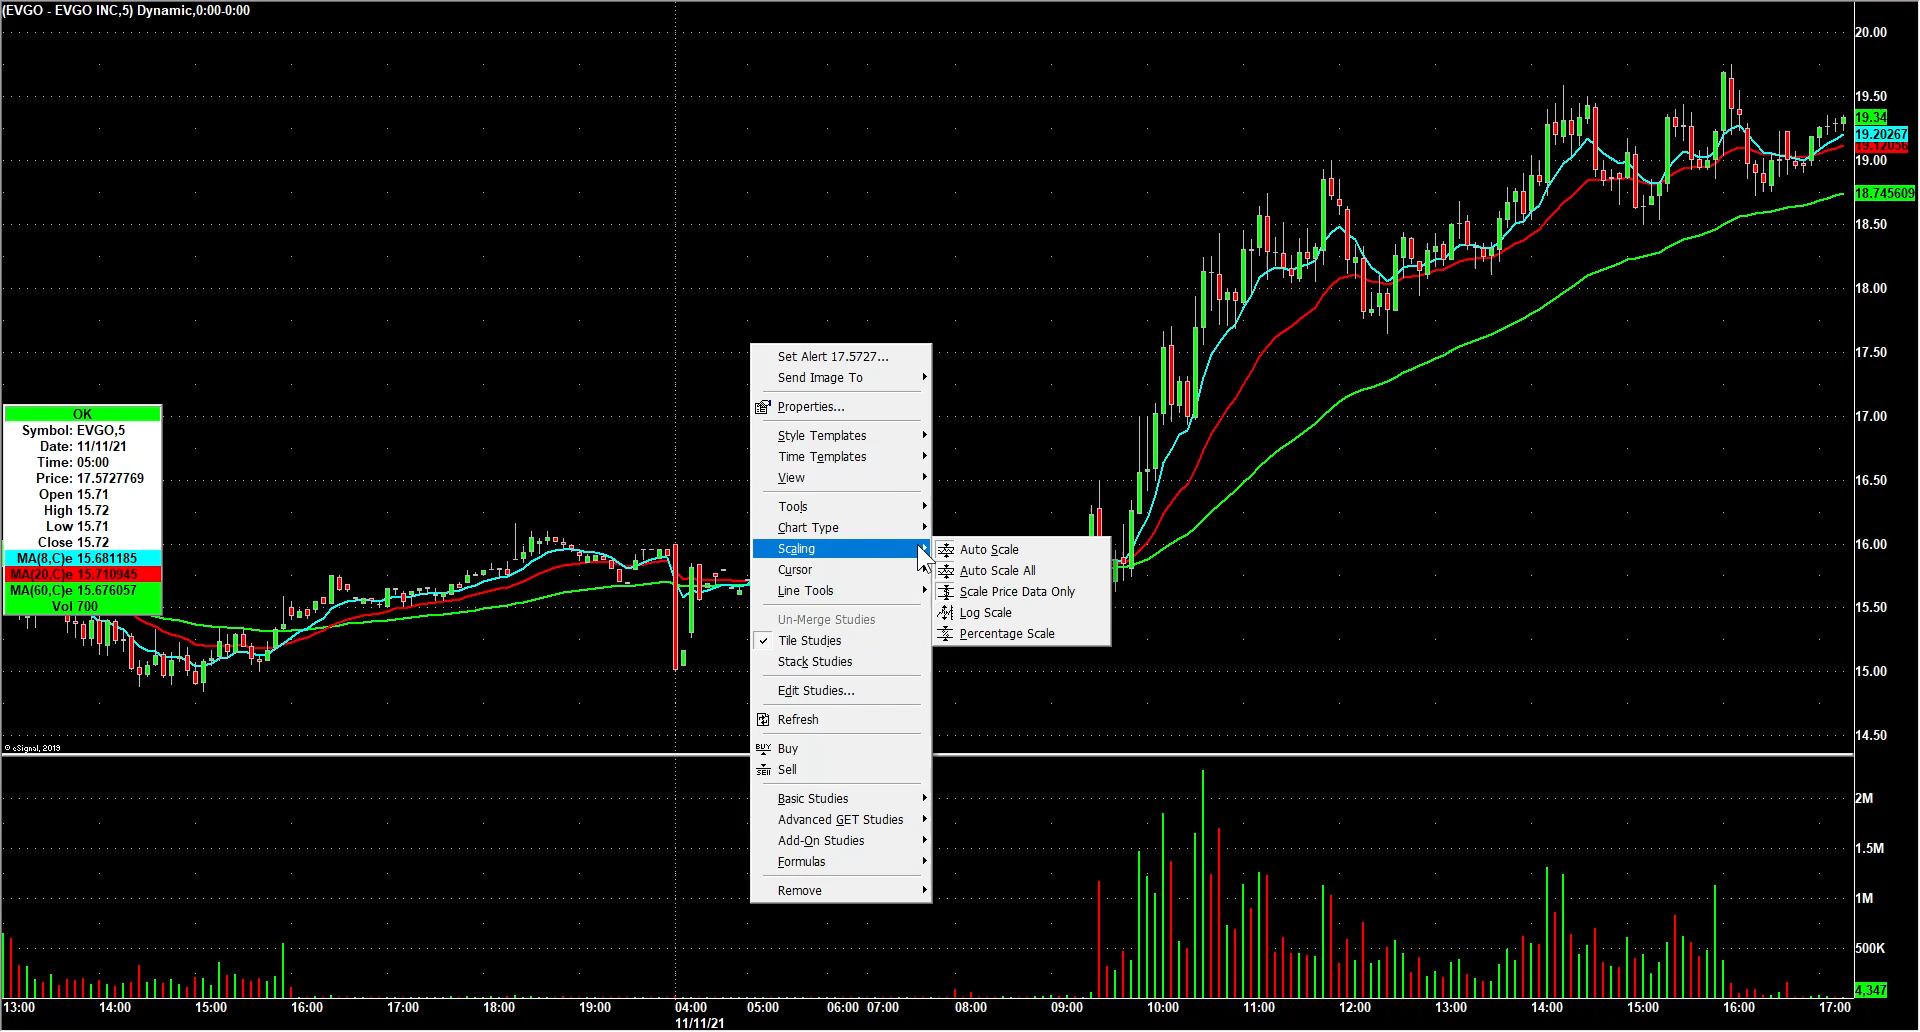 (EVGO - EVGO INC,5) Dynamic,0:00-0:00
20.00
19.50
19.34
19.20267
19.12056
19.00
18.745609
18.50
18.00
17.50
17.00
16.50
16.00
15.50
15.00
14.50
OK
Symbol: EVGO,5
Date: 11/11/21
Time: 05:00
Price: 17.5727769
Open 15.71
High 15.72
Low 15.71
Close 15.72
MA(8,C)e 15.681185
MA(20,C)e 15.710945
MA(60,C)e 15.676057
Vol 700
Set Alert 17.5727...
Send Image To
Properties...
Style Templates
Time Templates
View
Tools
Chart Type
Scaling
Cursor
Line Tools
Un-Merge Studies
Tile Studies
Stack Studies
Edit Studies...
Refresh
BUY Buy
SELL Sell
Basic Studies
Advanced GET Studies
Add-On Studies
Formulas
Remove
Auto Scale
Auto Scale All
Scale Price Data Only
Log Scale
Percentage Scale
© eSignal, 2019
2M
1.5M
1M
500K
4,347
13:00 14:00 15:00 16:00 17:00 18:00 19:00 04:00 05:00 06:00 07:00 08:00 09:00 10:00 11:00 12:00 13:00 14:00 15:00 16:00 17:00
11/11/21